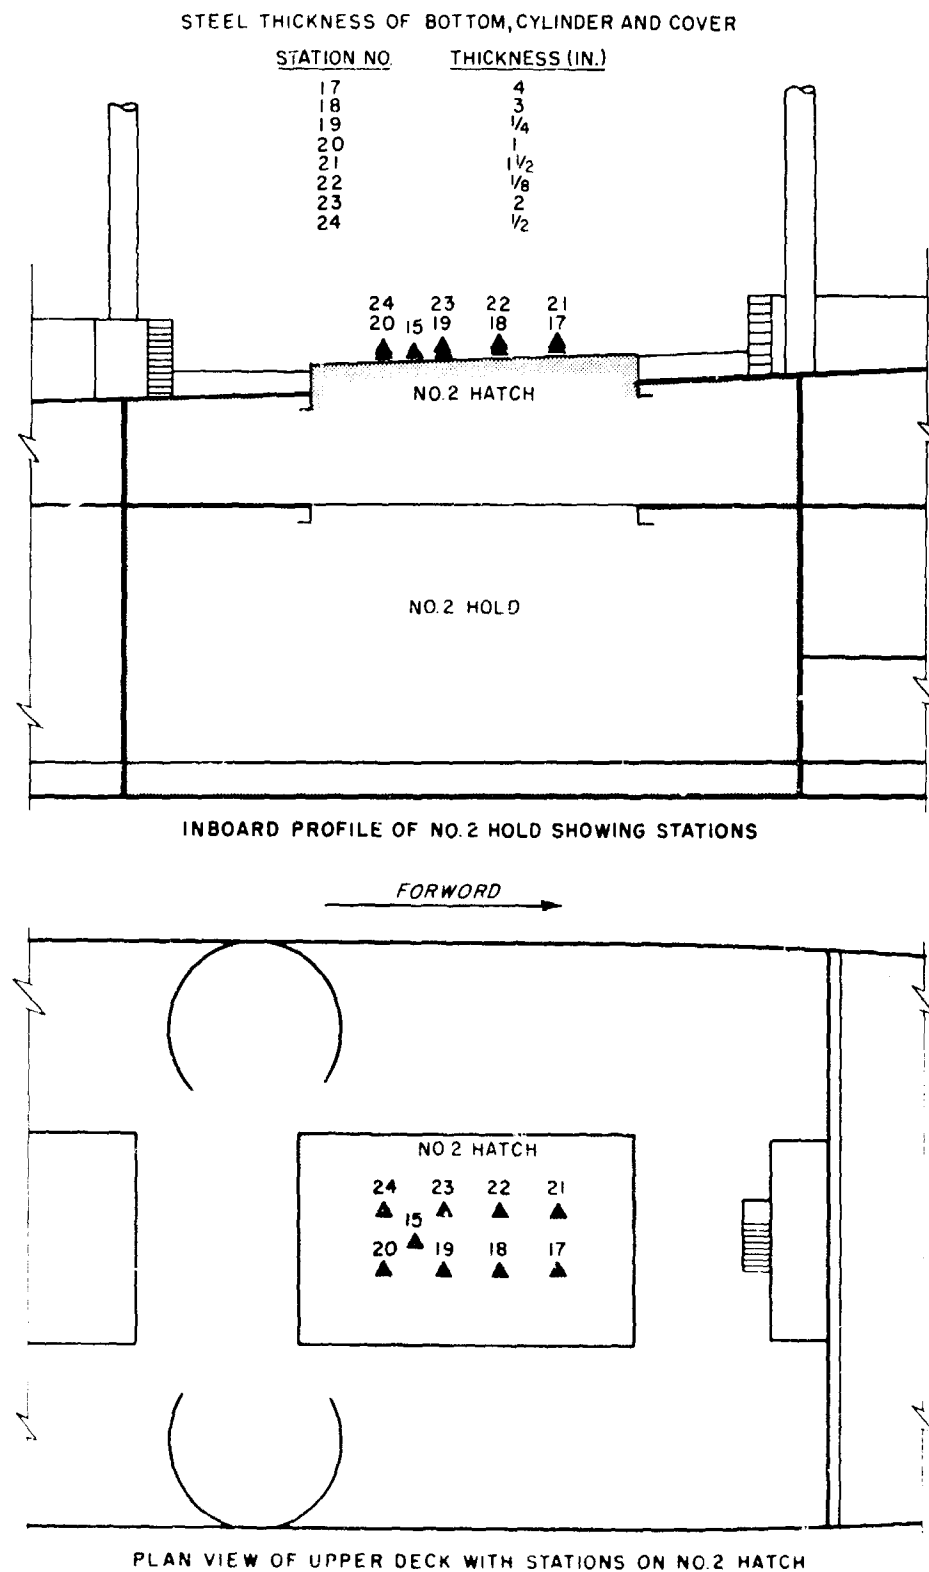 STEEL THICKNESS OF BOTTOM, CYLINDER AND COVER
STATION NO. THICKNESS (IN.)
17 4
18 3
19 1/4
20 1
21 1 1/2
22 1/8
23 2
24 1/2
24 23 22 21
20 15 19 18 17
NO.2 HATCH
NO.2 HOLD
INBOARD PROFILE OF NO.2 HOLD SHOWING STATIONS
FORWORD
NO.2 HATCH
24 23 22 21
15
20 19 18 17
PLAN VIEW OF UPPER DECK WITH STATIONS ON NO.2 HATCH